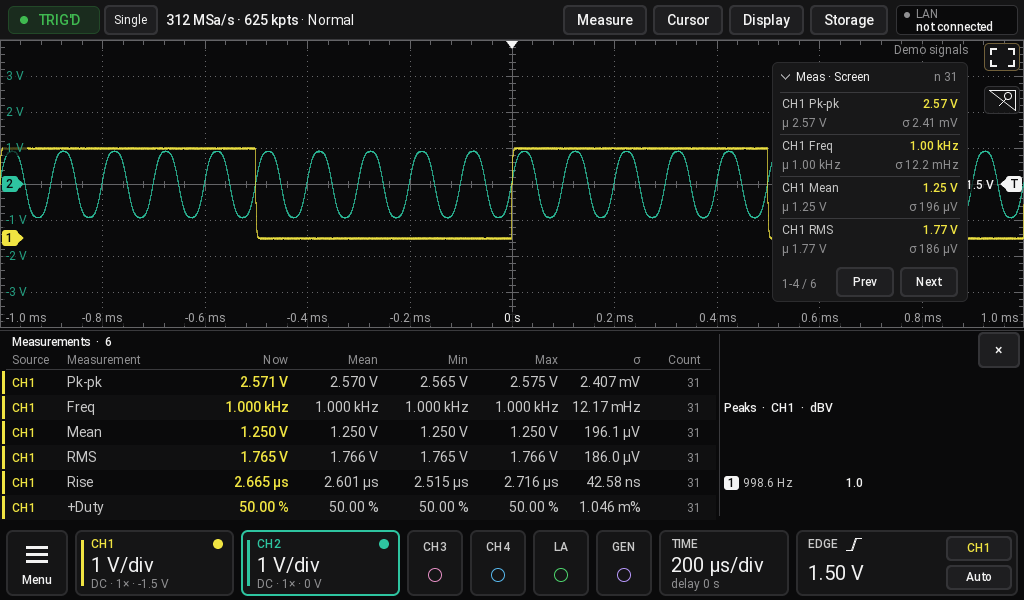 TRIG'D Single 312 MSa/s · 625 kpts · Normal Measure Cursor Display Storage LAN
not connected
Demo signals
3 V
2 V
1 V
2
-1 V
1
-2 V
-3 V
Meas · Screen n 31
CH1 Pk-pk 2.57 V
μ 2.57 V σ 2.41 mV
CH1 Freq 1.00 kHz
μ 1.00 kHz σ 12.2 mHz
CH1 Mean 1.25 V
μ 1.25 V σ 196 μV
CH1 RMS 1.77 V
μ 1.77 V σ 186 μV
1-4 / 6 Prev Next
1.5 V T
-1.0 ms -0.8 ms -0.6 ms -0.4 ms -0.2 ms 0 s 0.2 ms 0.4 ms 0.6 ms 0.8 ms 1.0 ms
Measurements · 6
Source Measurement Now Mean Min Max σ Count
CH1 Pk-pk 2.571 V 2.570 V 2.565 V 2.575 V 2.407 mV 31
CH1 Freq 1.000 kHz 1.000 kHz 1.000 kHz 1.000 kHz 12.17 mHz 31
CH1 Mean 1.250 V 1.250 V 1.250 V 1.250 V 196.1 μV 31
CH1 RMS 1.765 V 1.766 V 1.765 V 1.766 V 186.0 μV 31
CH1 Rise 2.665 μs 2.601 μs 2.515 μs 2.716 μs 42.58 ns 31
CH1 +Duty 50.00 % 50.00 % 50.00 % 50.00 % 1.046 m% 31
×
Peaks · CH1 · dBV
1 998.6 Hz 1.0
Menu
CH1
1 V/div
DC · 1× · -1.5 V
CH2
1 V/div
DC · 1× · 0 V
CH3
CH4
LA
GEN
TIME
200 μs/div
delay 0 s
EDGE
1.50 V
CH1
Auto